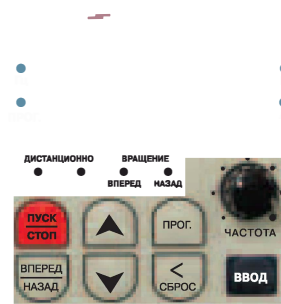 ДИСТАНЦИОННО ВРАЩЕНИЕ
ВПЕРЕД НАЗАД
ПУСК
СТОП
ПРОГ.
ЧАСТОТА
ВПЕРЕД
НАЗАД
<
СБРОС
ВВОД